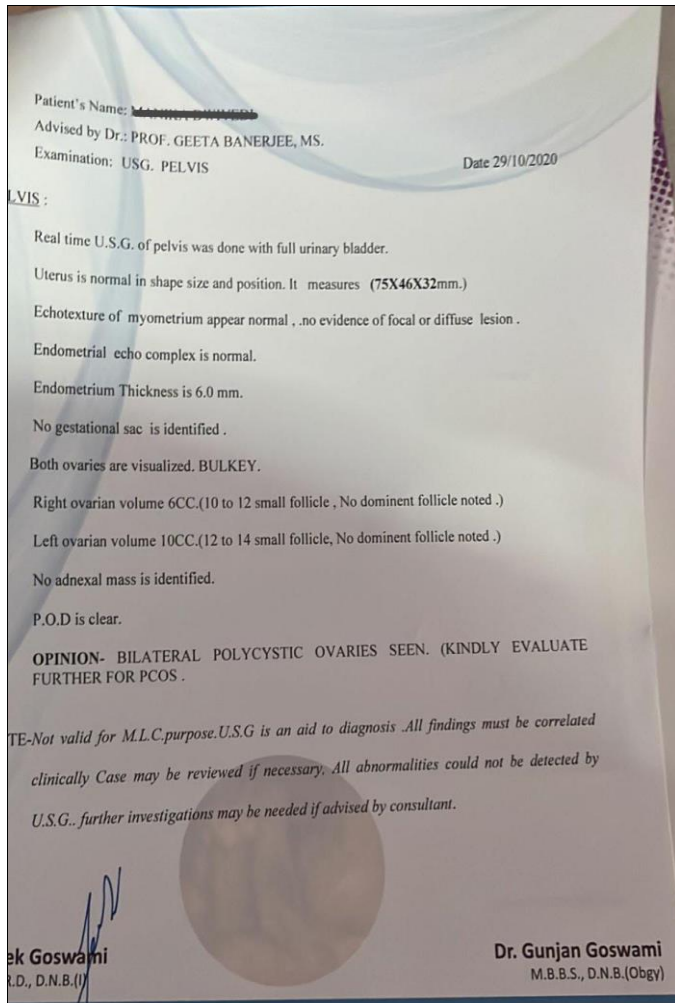 Patient's Name:
Advised by Dr.: PROF. GEETA BANERJEE, MS.
Examination: USG. PELVIS
Date 29/10/2020
LVIS :
Real time U.S.G. of pelvis was done with full urinary bladder.
Uterus is normal in shape size and position. It measures (75X46X32mm.)
Echotexture of myometrium appear normal , .no evidence of focal or diffuse lesion .
Endometrial echo complex is normal.
Endometrium Thickness is 6.0 mm.
No gestational sac is identified .
Both ovaries are visualized. BULKEY.
Right ovarian volume 6CC.(10 to 12 small follicle , No dominent follicle noted .)
Left ovarian volume 10CC.(12 to 14 small follicle, No dominent follicle noted .)
No adnexal mass is identified.
P.O.D is clear.
OPINION- BILATERAL POLYCYSTIC OVARIES SEEN. (KINDLY EVALUATE
FURTHER FOR PCOS .
TE-Not valid for M.L.C.purpose.U.S.G is an aid to diagnosis .All findings must be correlated
clinically Case may be reviewed if necessary. All abnormalities could not be detected by
U.S.G.. further investigations may be needed if advised by consultant.
ek Goswami
R.D., D.N.B.(I)
Dr. Gunjan Goswami
M.B.B.S., D.N.B.(Obgy)